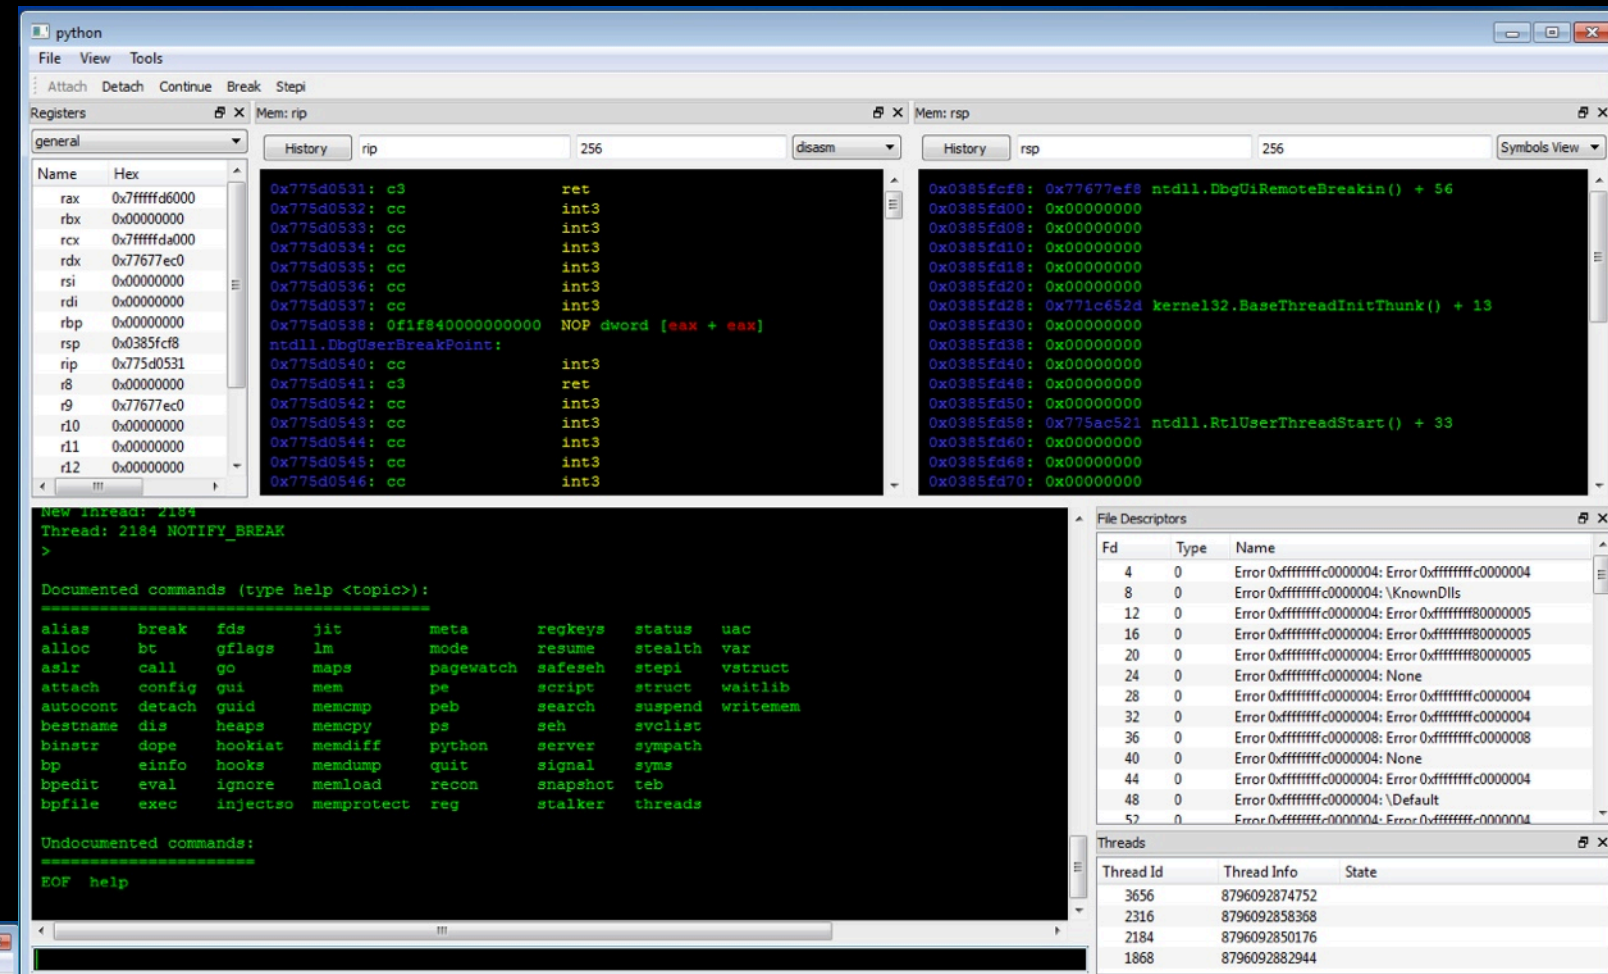 python
File View Tools
Attach Detach Continue Break Stepi
Registers
general
Name Hex
rax 0x7fffffd6000
rbx 0x00000000
rcx 0x7fffffda000
rdx 0x77677ec0
rsi 0x00000000
rdi 0x00000000
rbp 0x00000000
rsp 0x0385fcf8
rip 0x775d0531
r8 0x00000000
r9 0x77677ec0
r10 0x00000000
r11 0x00000000
r12 0x00000000
Mem: rip
History rip 256 disasm
0x775d0531: c3 ret
0x775d0532: cc int3
0x775d0533: cc int3
0x775d0534: cc int3
0x775d0535: cc int3
0x775d0536: cc int3
0x775d0537: cc int3
0x775d0538: 0f1f840000000000 NOP dword [eax + eax]
ntdll.DbgUserBreakPoint:
0x775d0540: cc int3
0x775d0541: c3 ret
0x775d0542: cc int3
0x775d0543: cc int3
0x775d0544: cc int3
0x775d0545: cc int3
0x775d0546: cc int3
Mem: rsp
History rsp 256 Symbols View
0x0385fcf8: 0x77677ef8 ntdll.DbgUiRemoteBreakin() + 56
0x0385fd00: 0x00000000
0x0385fd08: 0x00000000
0x0385fd10: 0x00000000
0x0385fd18: 0x00000000
0x0385fd20: 0x00000000
0x0385fd28: 0x771c652d kernel32.BaseThreadInitThunk() + 13
0x0385fd30: 0x00000000
0x0385fd38: 0x00000000
0x0385fd40: 0x00000000
0x0385fd48: 0x00000000
0x0385fd50: 0x00000000
0x0385fd58: 0x775ac521 ntdll.RtlUserThreadStart() + 33
0x0385fd60: 0x00000000
0x0385fd68: 0x00000000
0x0385fd70: 0x00000000
New Thread: 2184
Thread: 2184 NOTIFY_BREAK
>
Documented commands (type help <topic>):
========================================
alias break fds jit meta regkeys status uac
alloc bt gflags lm mode resume stealth var
aslr call go maps pagewatch safeseh stepi vstruct
attach config gui mem pe script struct waitlib
autocont detach guid memcmp peb search suspend writemem
bestname dis heaps memcpy ps seh svclist
binstr dope hookiat memdiff python server sympath
bp einfo hooks memdump quit signal syms
bpedit eval ignore memload recon snapshot teb
bpfile exec injectso memprotect reg stalker threads
Undocumented commands:
======================
EOF help
File Descriptors
Fd Type Name
4 0 Error 0xffffffffc0000004: Error 0xffffffffc0000004
8 0 Error 0xffffffffc0000004: \KnownDlls
12 0 Error 0xffffffffc0000004: Error 0xffffffff80000005
16 0 Error 0xffffffffc0000004: Error 0xffffffff80000005
20 0 Error 0xffffffffc0000004: Error 0xffffffff80000005
24 0 Error 0xffffffffc0000004: None
28 0 Error 0xffffffffc0000004: Error 0xffffffffc0000004
32 0 Error 0xffffffffc0000004: Error 0xffffffffc0000004
36 0 Error 0xffffffffc0000008: Error 0xffffffffc0000008
40 0 Error 0xffffffffc0000004: None
44 0 Error 0xffffffffc0000004: Error 0xffffffffc0000004
48 0 Error 0xffffffffc0000004: \Default
52 0 Error 0xffffffffc0000004: Error 0xffffffffc0000004
Threads
Thread Id Thread Info State
3656 8796092874752
2316 8796092858368
2184 8796092850176
1868 8796092882944